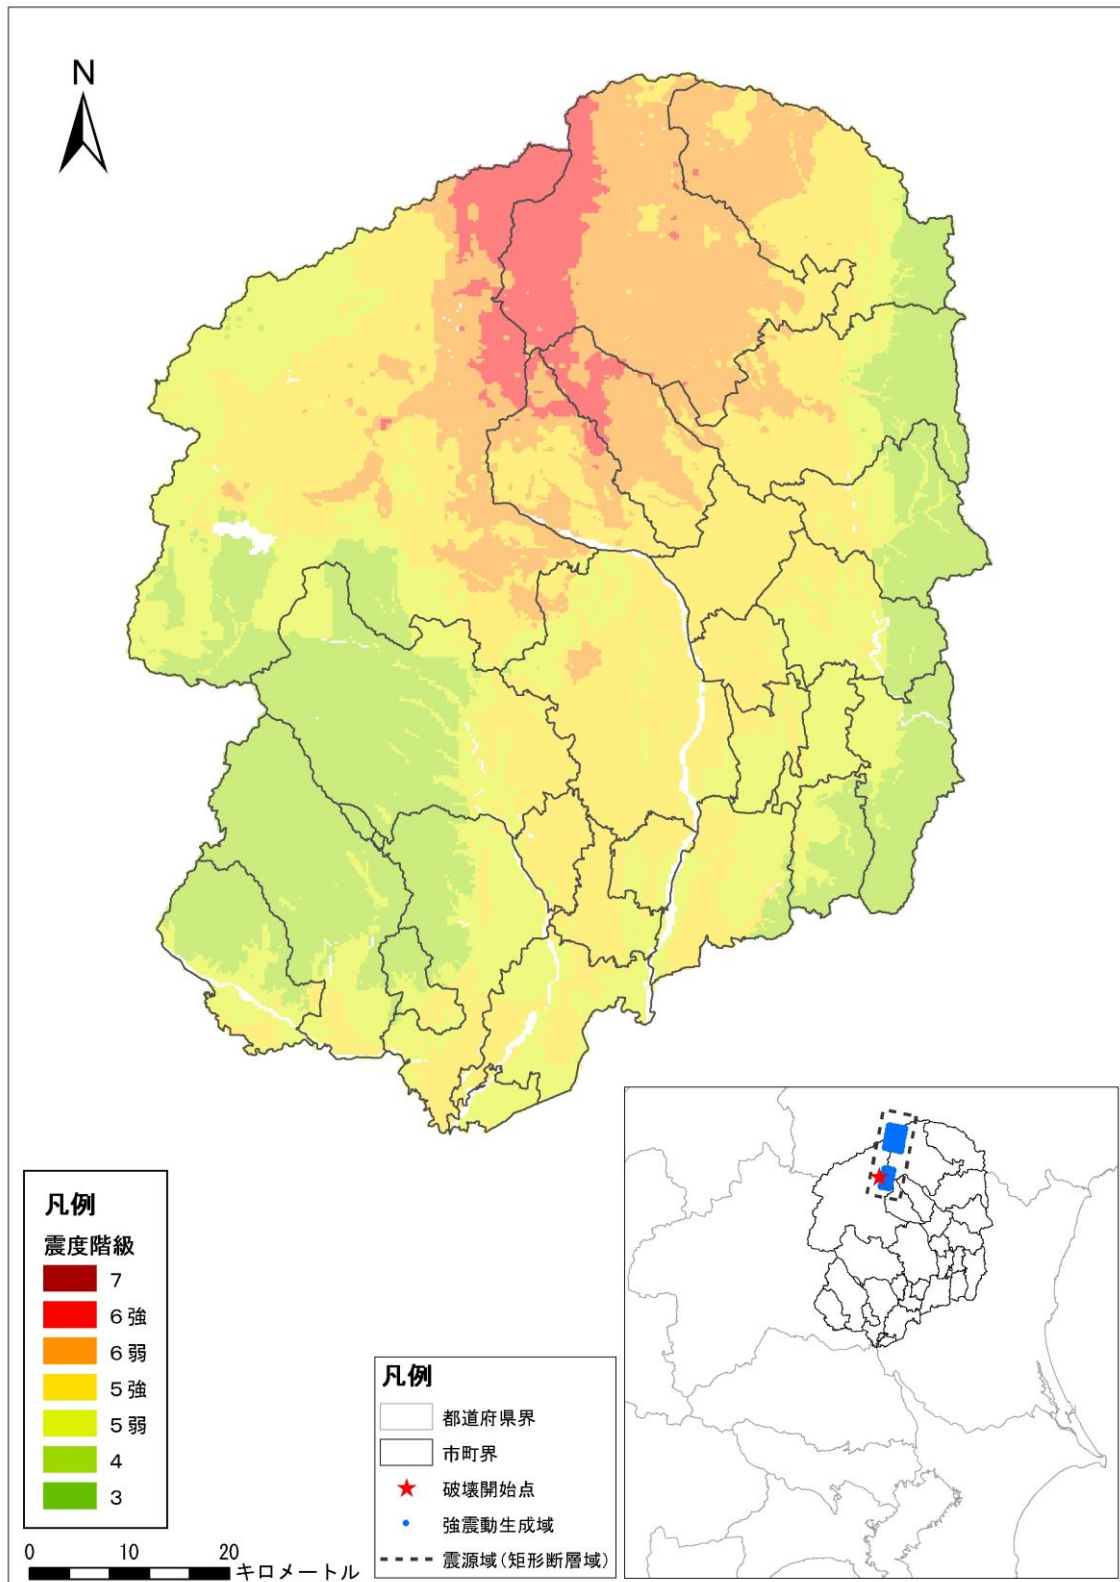 N
凡例
震度階級
7
6強
6弱
5強
5弱
4
3
0 10 20
キロメートル
凡例
都道府県界
市町界
破壊開始点
強震動生成域
震源域(矩形断層域)